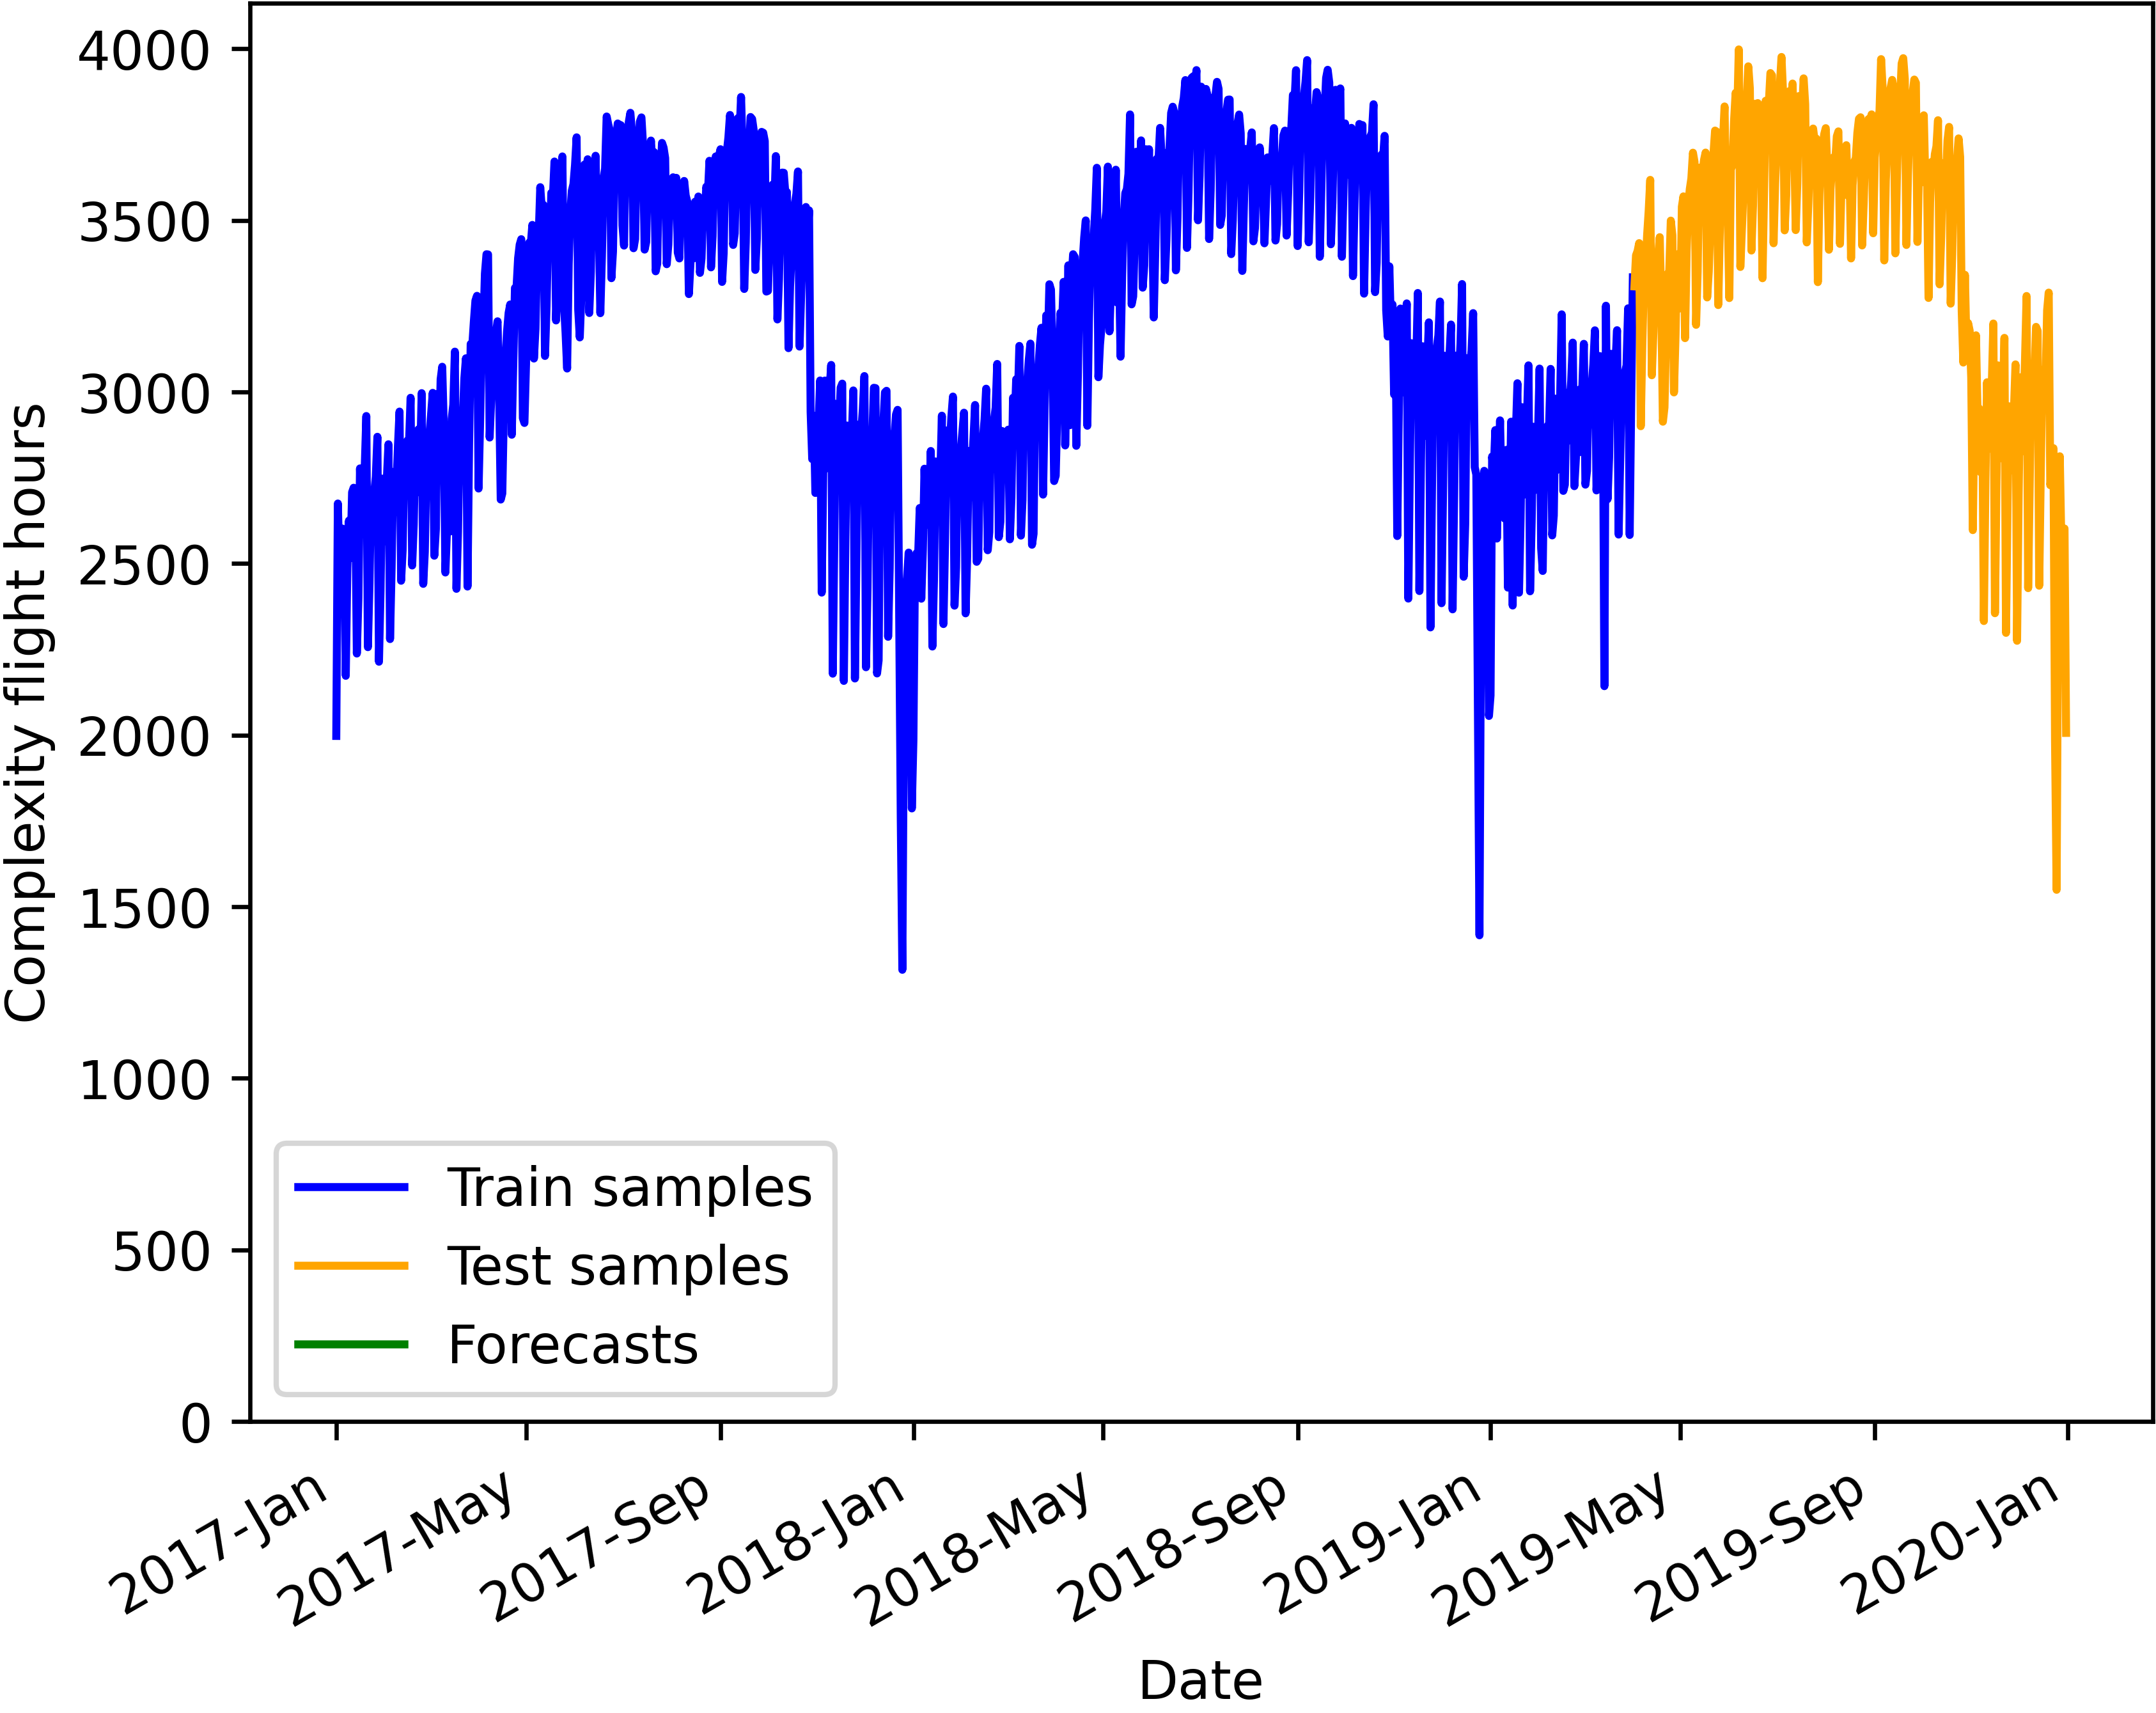 4000
3500
3000
2500
2000
1500
1000
500
0
Complexity flight hours
Train samples
Test samples
Forecasts
2017-Jan
2017-May
2017-Sep
2018-Jan
2018-May
2018-Sep
2019-Jan
2019-May
2019-Sep
2020-Jan
Date